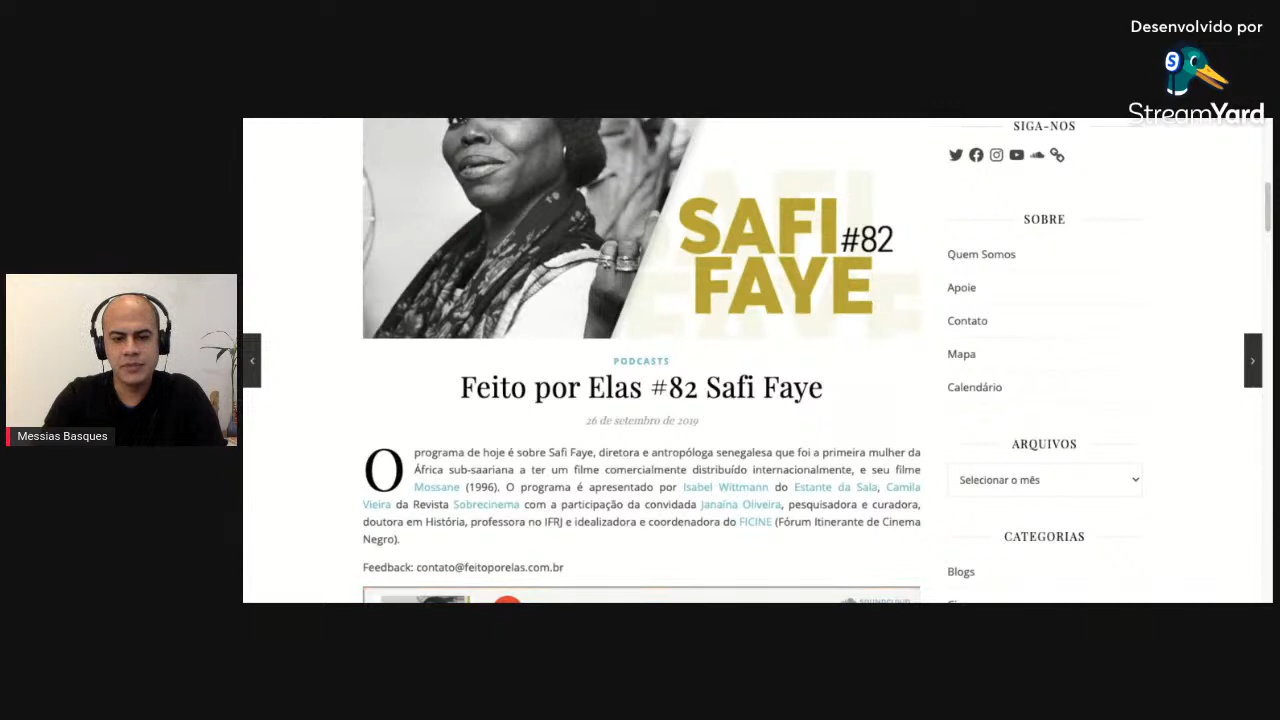 Desenvolvido por
StreamYard
SIGA-NOS
SAFI
#82
FAYE
SOBRE
Quem Somos
Apoie
Contato
Mapa
Calendário
PODCASTS
Feito por Elas #82 Safi Faye
26 de setembro de 2019
O programa de hoje é sobre Safi Faye, diretora e antropóloga senegalesa que foi a primeira mulher da
África sub-saariana a ter um filme comercialmente distribuído internacionalmente, e seu filme
Mossane (1996). O programa é apresentado por Isabel Wittmann do Estante da Sala, Camila
Vieira da Revista Sobrecinema com a participação da convidada Janaína Oliveira, pesquisadora e curadora,
doutora em História, professora no IFRJ e idealizadora e coordenadora do FICINE (Fórum Itinerante de Cinema
Negro).
Feedback: contato@feitoporelas.com.br
ARQUIVOS
Selecionar o mês
CATEGORIAS
Blogs
Messias Basques